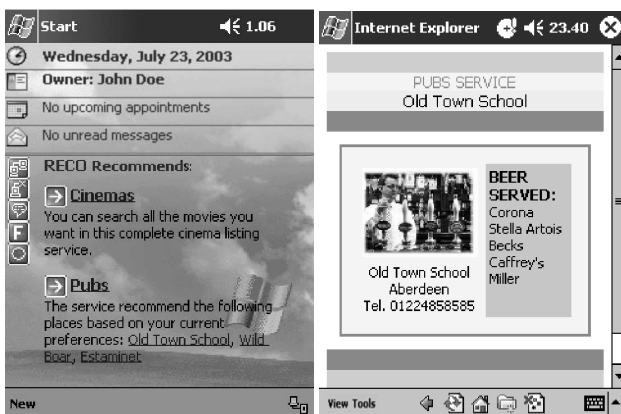 Start 1.06
Wednesday, July 23, 2003
Owner: John Doe
No upcoming appointments
No unread messages
RECO Recommends:
Cinemas
You can search all the movies you
want in this complete cinema listing
service.
Pubs
The service recommend the following
places based on your current
preferences: Old Town School, Wild
Boar, Estaminet
F
New
Internet Explorer 23.40
PUBS SERVICE
Old Town School
BEER
SERVED:
Corona
Stella Artois
Becks
Caffrey's
Miller
Old Town School
Aberdeen
Tel. 01224858585
View Tools